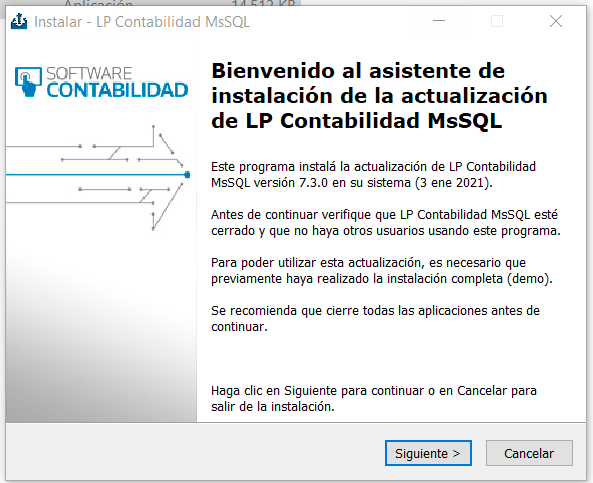 Aplicación 14.512 KB
Instalar - LP Contabilidad MsSQL
SOFTWARE
CONTABILIDAD
Bienvenido al asistente de
instalación de la actualización
de LP Contabilidad MsSQL
Este programa instalá la actualización de LP Contabilidad
MsSQL versión 7.3.0 en su sistema (3 ene 2021).
Antes de continuar verifique que LP Contabilidad MsSQL esté
cerrado y que no haya otros usuarios usando este programa.
Para poder utilizar esta actualización, es necesario que
previamente haya realizado la instalación completa (demo).
Se recomienda que cierre todas las aplicaciones antes de
continuar.
Haga clic en Siguiente para continuar o en Cancelar para
salir de la instalación.
Siguiente >
Cancelar